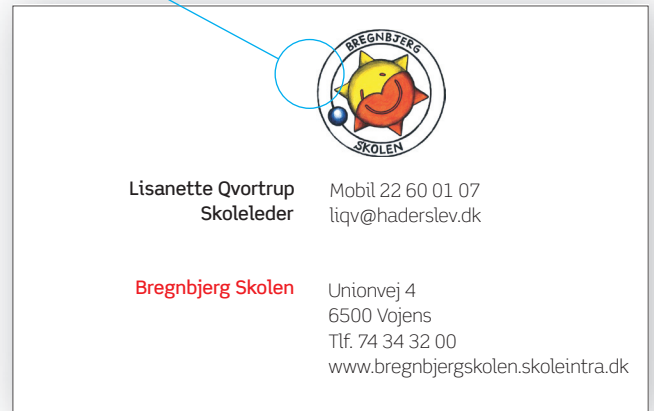 BREGNBJERG
SKOLEN
Lisanette Qvortrup
Skoleleder
Mobil 22 60 01 07
liqv@haderslev.dk
Bregnbjerg Skolen
Unionvej 4
6500 Vojens
Tlf. 74 34 32 00
www.bregnbjergskolen.skoleintra.dk